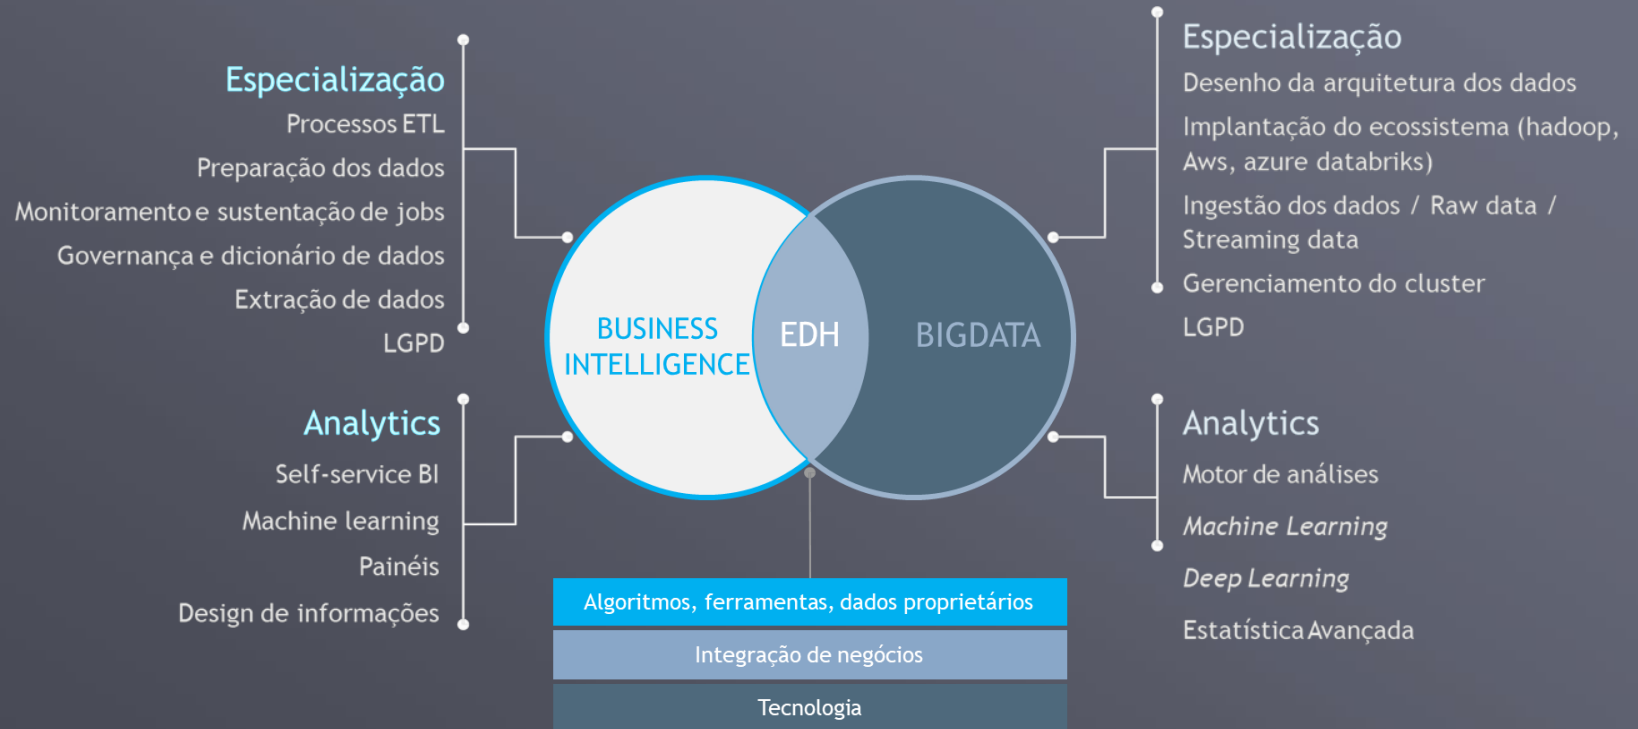 Especialização
Processos ETL
Preparação dos dados
Monitoramento e sustentação de jobs
Governança e dicionário de dados
Extração de dados
LGPD
Analytics
Self-service BI
Machine learning
Painéis
Design de informações
BUSINESS
INTELLIGENCE
EDH
BIGDATA
Algoritmos, ferramentas, dados proprietários
Integração de negócios
Tecnologia
Especialização
Desenho da arquitetura dos dados
Implantação do ecossistema (hadoop,
Aws, azure databriks)
Ingestão dos dados / Raw data /
Streaming data
Gerenciamento do cluster
LGPD
Analytics
Motor de análises
Machine Learning
Deep Learning
Estatística Avançada